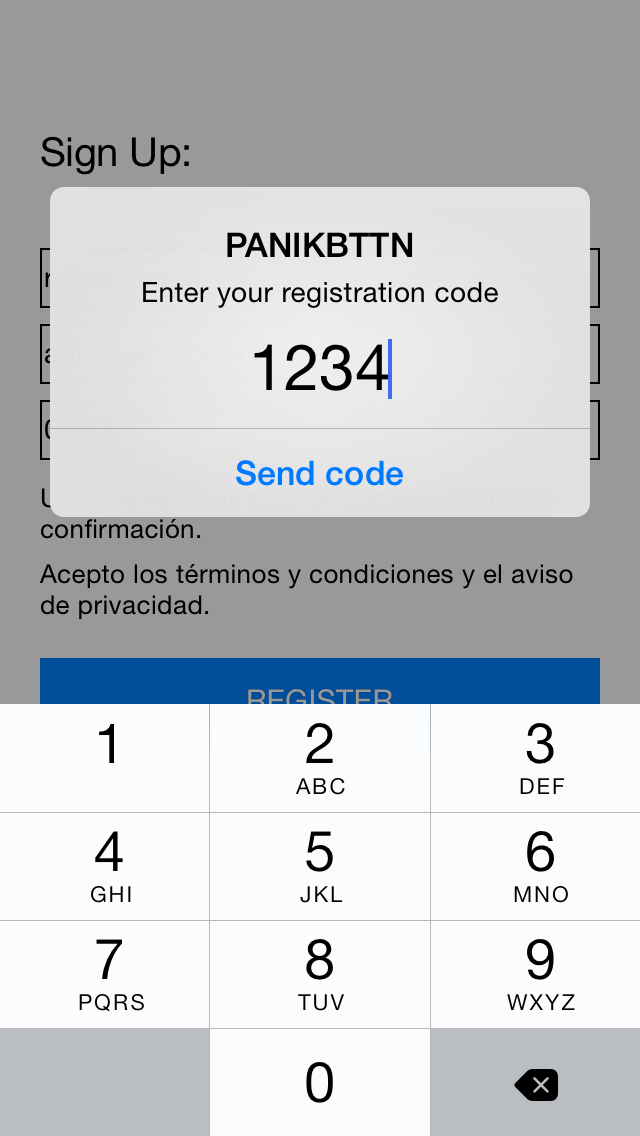 Sign Up:
PANIKBTTN
Enter your registration code
1234
Send code
confirmación.
Acepto los términos y condiciones y el aviso
de privacidad.
REGISTER
1
2
3
ABC
DEF
4
5
6
GHI
JKL
MNO
7
8
9
PQRS
TUV
WXYZ
0